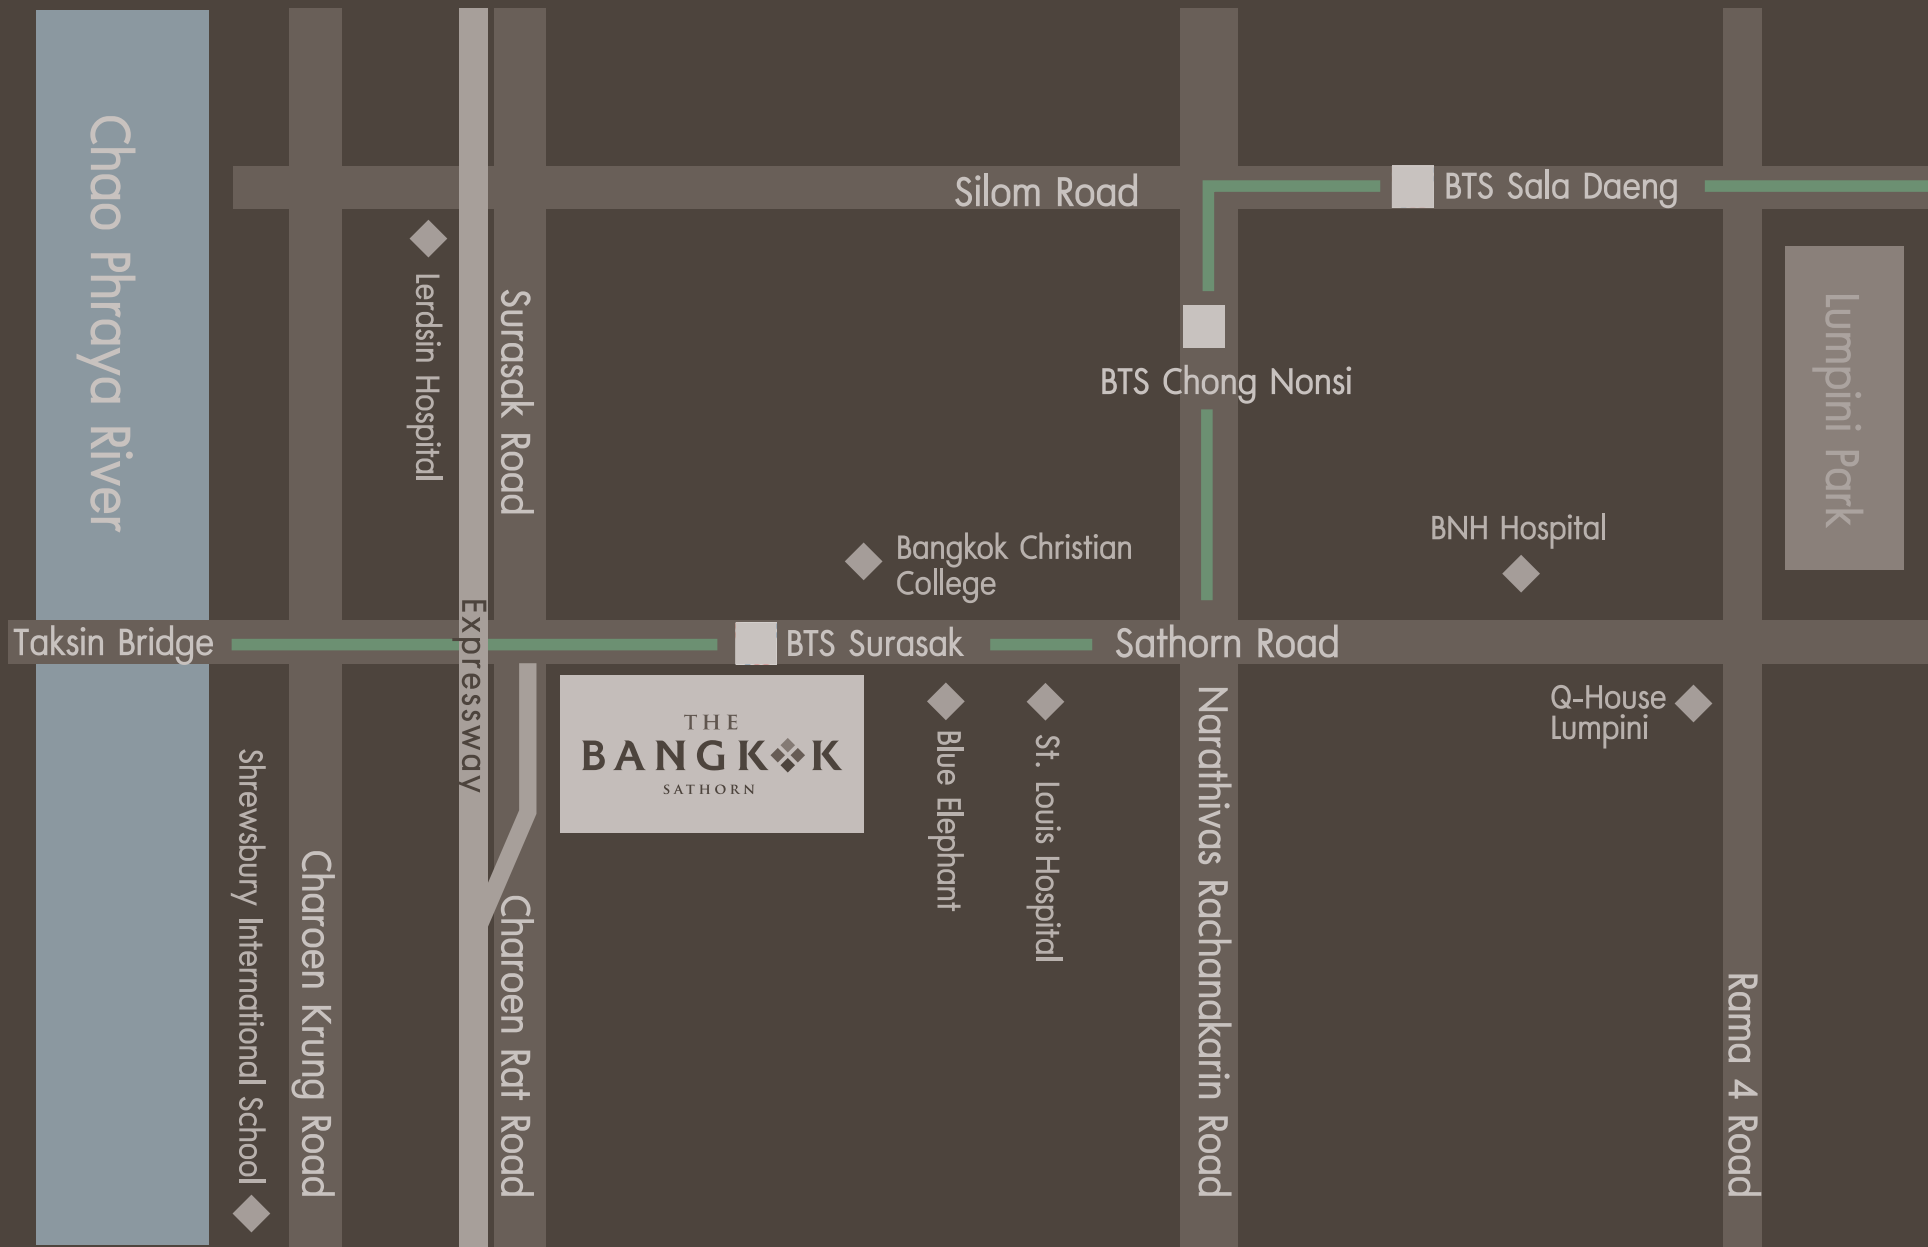 Chao Phraya River
Silom Road
BTS Sala Daeng
Lerdsin Hospital
Surasak Road
BTS Chong Nonsi
Lumpini Park
Bangkok Christian
College
BNH Hospital
Taksin Bridge
Expressway
BTS Surasak
Sathorn Road
THE
BANGKOK
SATHORN
Blue Elephant
St. Louis Hospital
Narathivas Rachanakarin Road
Q-House
Lumpini
Shrewsbury International School
Charoen Krung Road
Charoen Rat Road
Rama 4 Road